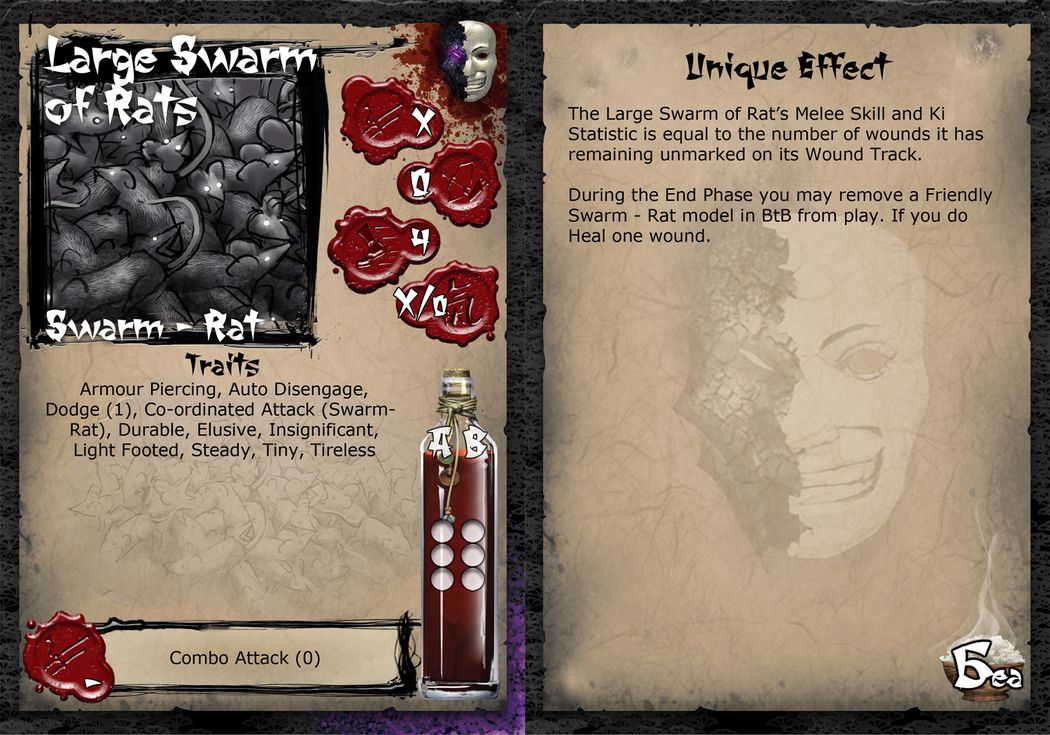 Large Swarm
of Rats
X
0
4
X/0
Swarm - Rat
Traits
Armour Piercing, Auto Disengage,
Dodge (1), Co-ordinated Attack (Swarm-
Rat), Durable, Elusive, Insignificant,
Light Footed, Steady, Tiny, Tireless
A B
Combo Attack (0)
Unique Effect
The Large Swarm of Rat’s Melee Skill and Ki
Statistic is equal to the number of wounds it has
remaining unmarked on its Wound Track.
During the End Phase you may remove a Friendly
Swarm - Rat model in BtB from play. If you do
Heal one wound.